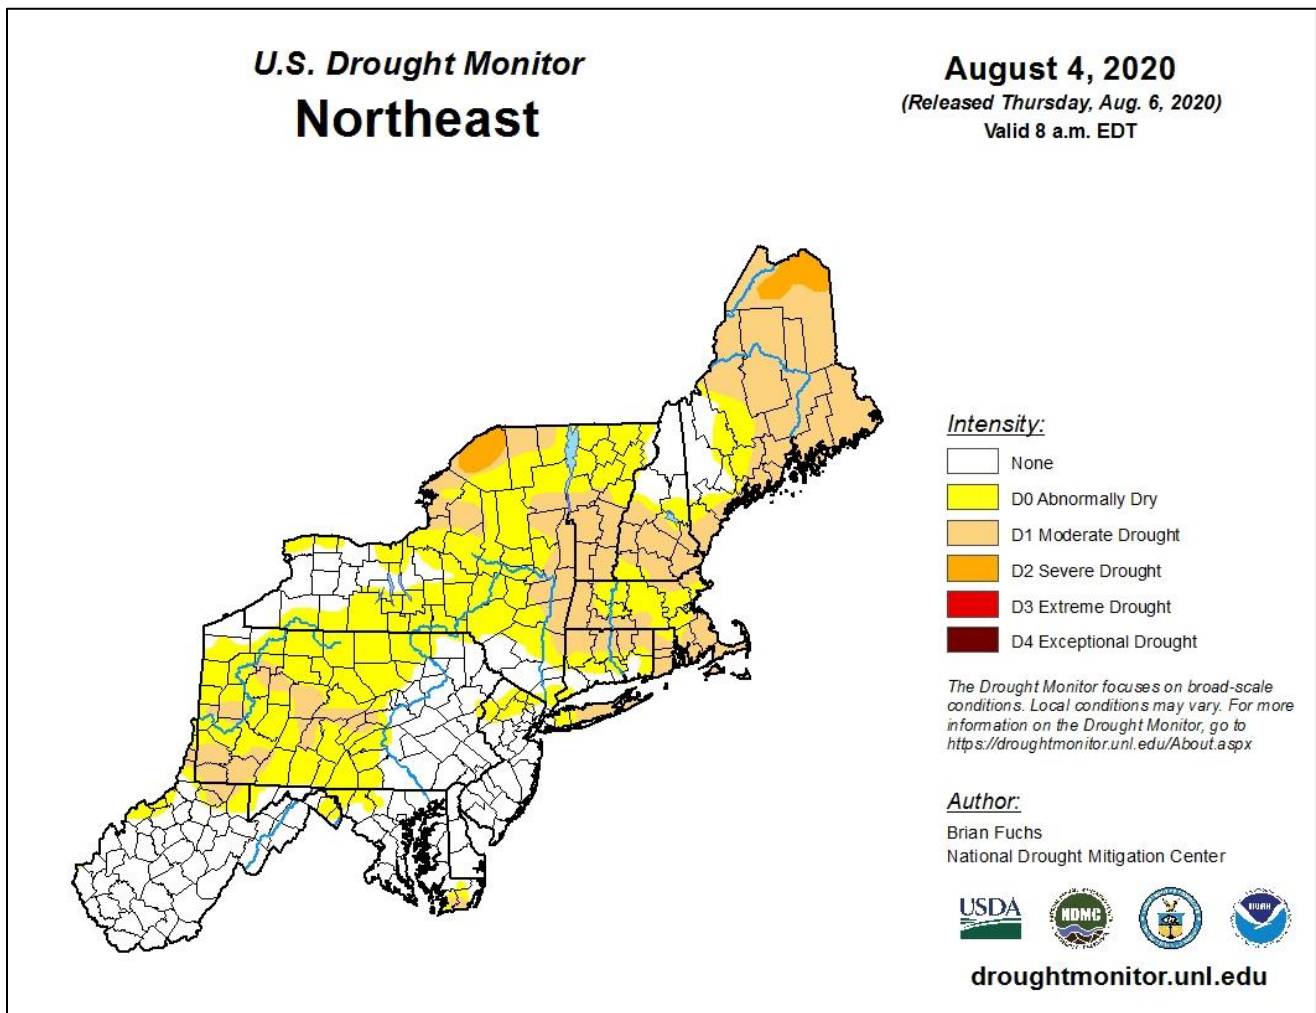 U.S. Drought Monitor
Northeast
August 4, 2020
(Released Thursday, Aug. 6, 2020)
Valid 8 a.m. EDT
Intensity:
None
D0 Abnormally Dry
D1 Moderate Drought
D2 Severe Drought
D3 Extreme Drought
D4 Exceptional Drought
The Drought Monitor focuses on broad-scale
conditions. Local conditions may vary. For more
information on the Drought Monitor, go to
https://droughtmonitor.unl.edu/About.aspx
Author:
Brian Fuchs
National Drought Mitigation Center
USDA
NDMC
NOAA
droughtmonitor.unl.edu